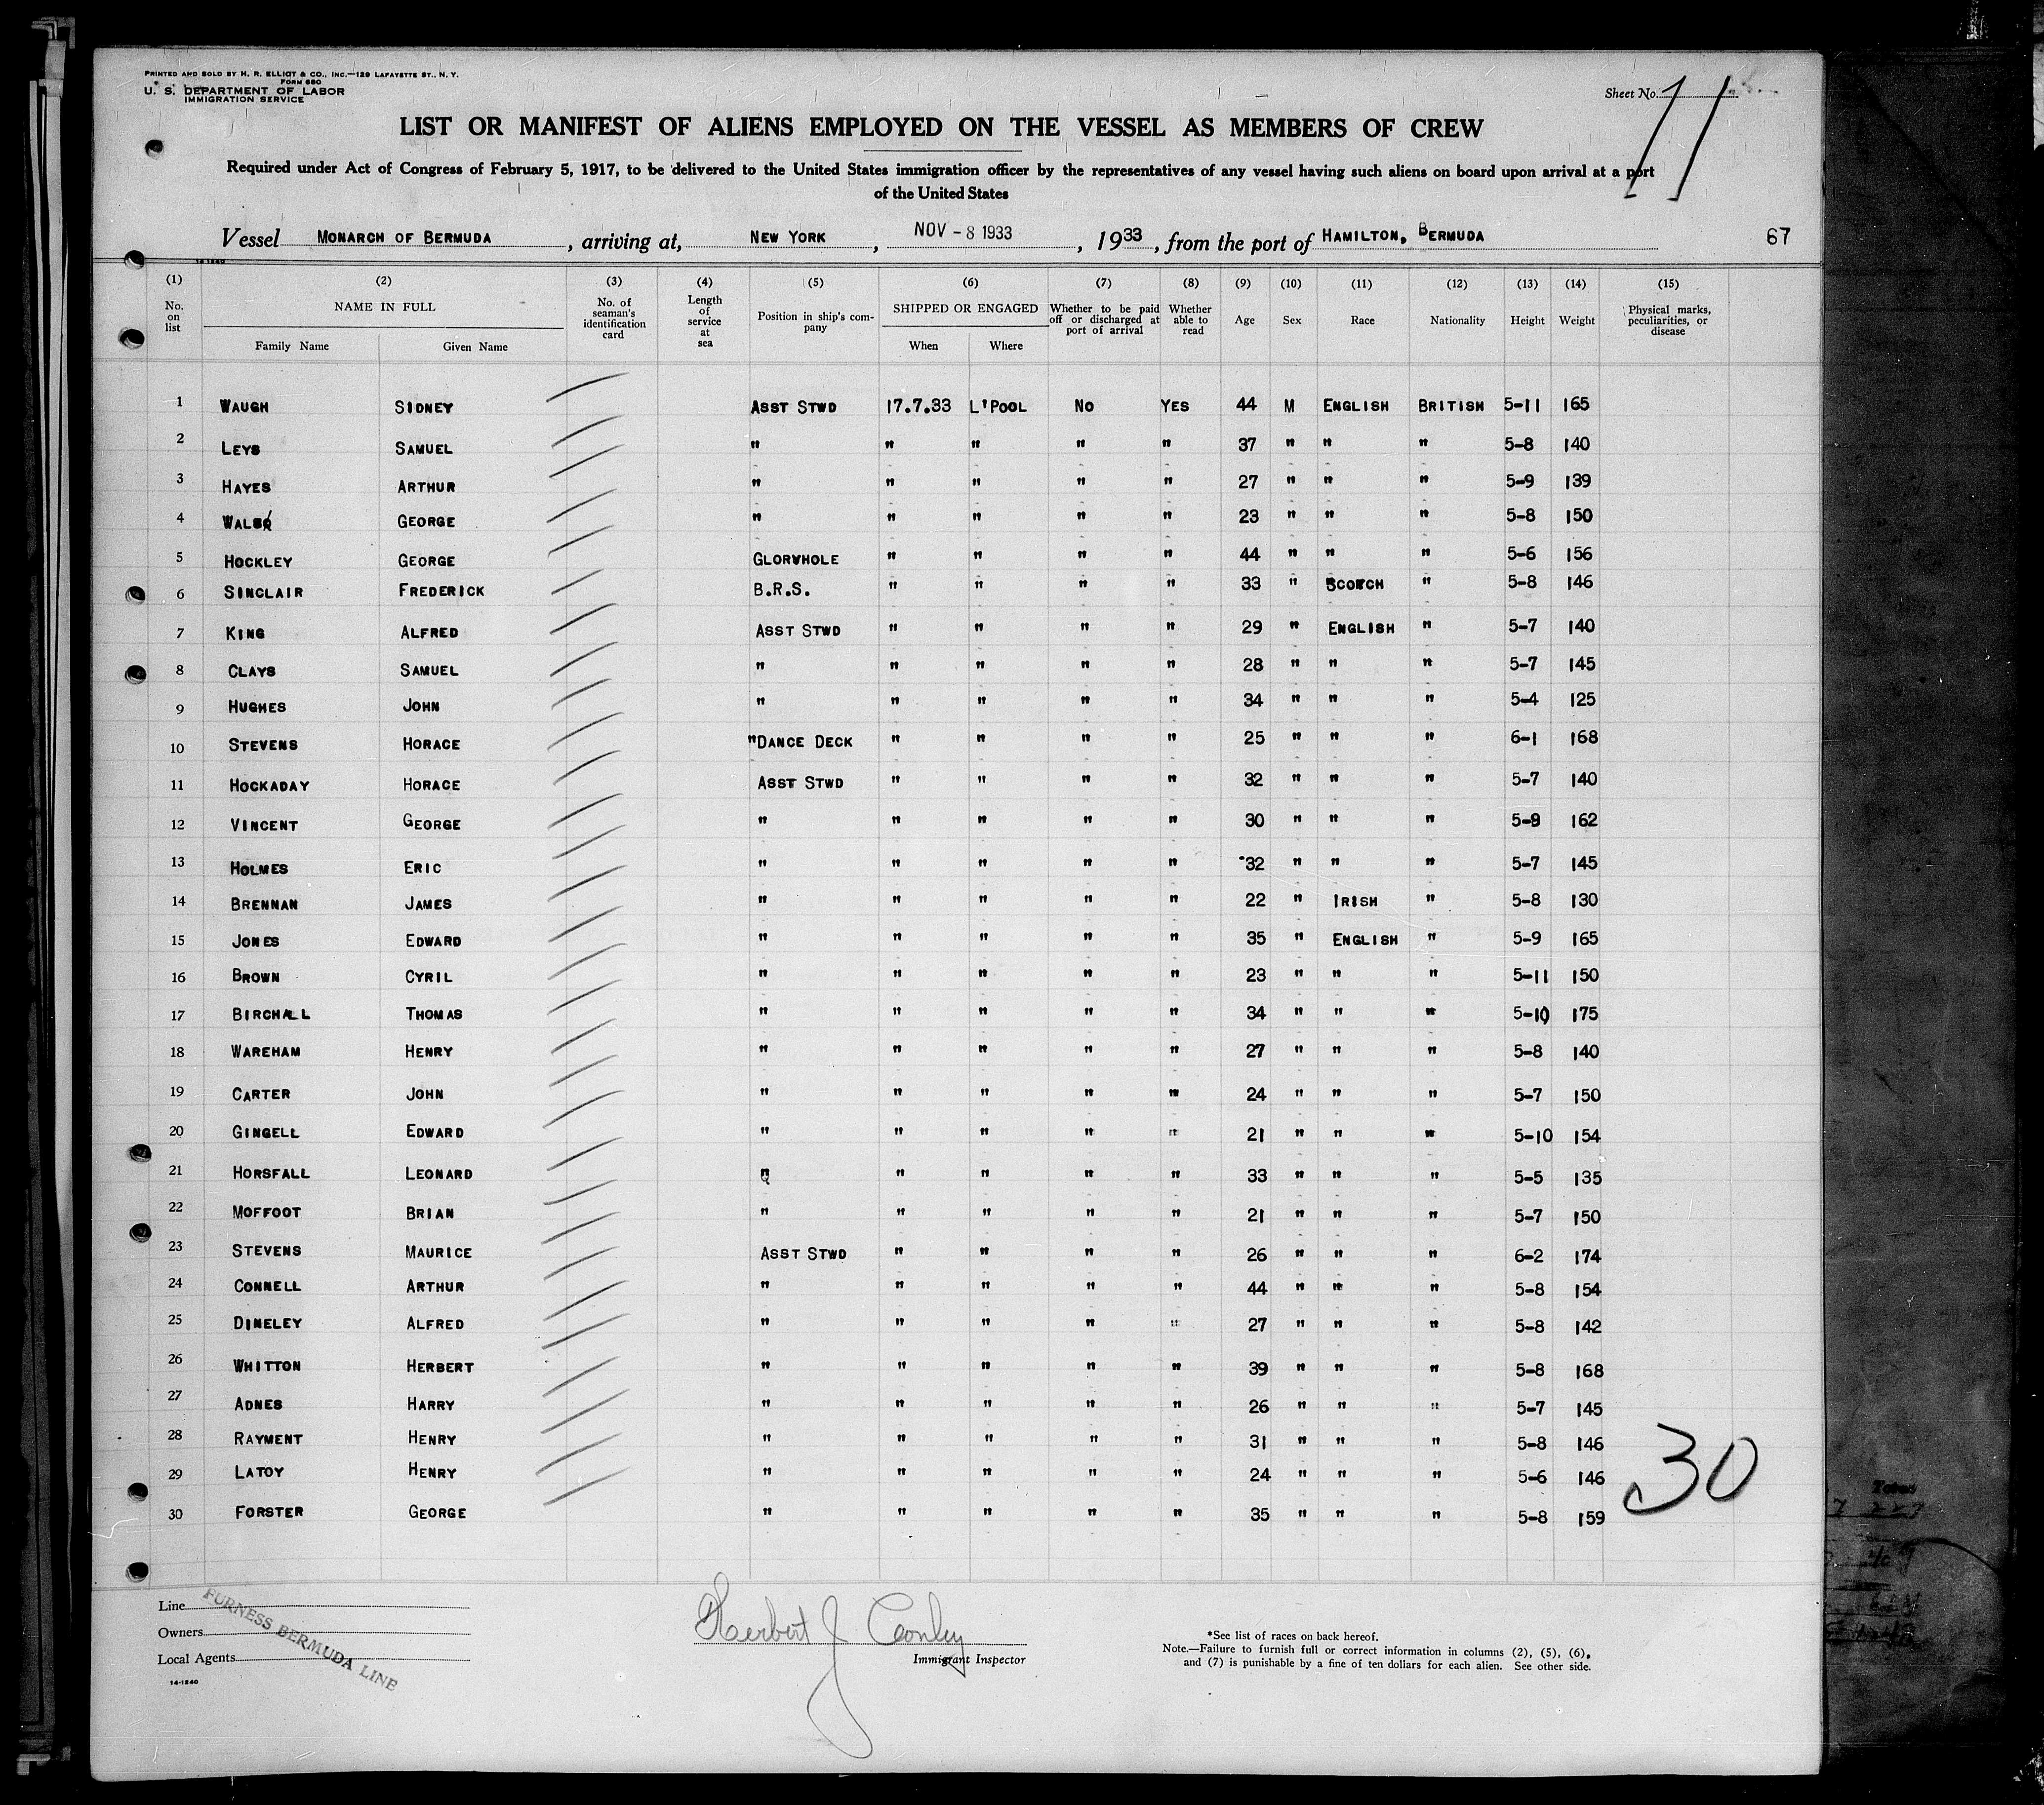 PRINTED AND SOLD BY H. R. ELLIOT & CO., INC.—129 LAFAYETTE ST., N. Y.
FORM 680
U. S. DEPARTMENT OF LABOR
IMMIGRATION SERVICE
Sheet No. 11
LIST OR MANIFEST OF ALIENS EMPLOYED ON THE VESSEL AS MEMBERS OF CREW
Required under Act of Congress of February 5, 1917, to be delivered to the United States immigration officer by the representatives of any vessel having such aliens on board upon arrival at a port
of the United States
Vessel MONARCH OF BERMUDA, arriving at, NEW YORK, NOV - 8 1933, 1933, from the port of HAMILTON, BERMUDA 67
14-1240
(1) (2) (3) (4) (5) (6) (7) (8) (9) (10) (11) (12) (13) (14) (15)
No. on list NAME IN FULL Family Name Given Name No. of seaman's identification card Length of service at sea Position in ship's company SHIPPED OR ENGAGED When Where Whether to be paid off or discharged at port of arrival Whether able to read Age Sex Race Nationality Height Weight Physical marks, peculiarities, or disease
1 WAUGH SIDNEY ASST STWD 17.7.33 L'POOL NO YES 44 M ENGLISH BRITISH 5-11 165
2 LEYS SAMUEL " " " " " 37 " " " 5-8 140
3 HAYES ARTHUR " " " " " 27 " " " 5-9 139
4 GEORGE " " " " " 23 " " " 5-8 150
5 HOCKLEY GEORGE GLORYHOLE " " " " 44 " " " 5-6 156
6 SINCLAIR FREDERICK B.R.S. " " " " 33 " SCOTCH " 5-8 146
7 KING ALFRED ASST STWD " " " " 29 " ENGLISH " 5-7 140
8 CLAYS SAMUEL " " " " " 28 " " " 5-7 145
9 HUGHES JOHN " " " " " 34 " " " 5-4 125
10 STEVENS HORACE "DANCE DECK " " " " 25 " " " 6-1 168
11 HOCKADAY HORACE ASST STWD " " " " 32 " " " 5-7 140
12 VINCENT GEORGE " " " " " 30 " " " 5-9 162
13 HOLMES ERIC " " " " " 32 " " " 5-7 145
14 BRENNAN JAMES " " " " " 22 " IRISH " 5-8 130
15 JONES EDWARD " " " " " 35 " ENGLISH " 5-9 165
16 BROWN CYRIL " " " " " 23 " " " 5-11 150
17 BIRCHALL THOMAS " " " " " 34 " " " 5-10 175
18 WAREHAM HENRY " " " " " 27 " " " 5-8 140
19 CARTER JOHN " " " " " 24 " " " 5-7 150
20 GINGELL EDWARD " " " " " 21 " " " 5-10 154
21 HORSFALL LEONARD " " " " " 33 " " " 5-5 135
22 MOFFOOT BRIAN " " " " " 21 " " " 5-7 150
23 STEVENS MAURICE ASST STWD " " " " 26 " " " 6-2 174
24 CONNELL ARTHUR " " " " " 44 " " " 5-8 154
25 DINELEY ALFRED " " " " " 27 " " " 5-8 142
26 WHITTON HERBERT " " " " " 39 " " " 5-8 168
27 ADNES HARRY " " " " " 26 " " " 5-7 145
28 RAYMENT HENRY " " " " " 31 " " " 5-8 146
29 LATOY HENRY " " " " " 24 " " " 5-6 146
30 FORSTER GEORGE " " " " " 35 " " " 5-8 159
30
Line
Owners
Local Agents
FURNESS BERMUDA LINE
14-1240
Herbert J Conley
Immigrant Inspector
*See list of races on back hereof.
Note.—Failure to furnish full or correct information in columns (2), (5), (6),
and (7) is punishable by a fine of ten dollars for each alien. See other side.